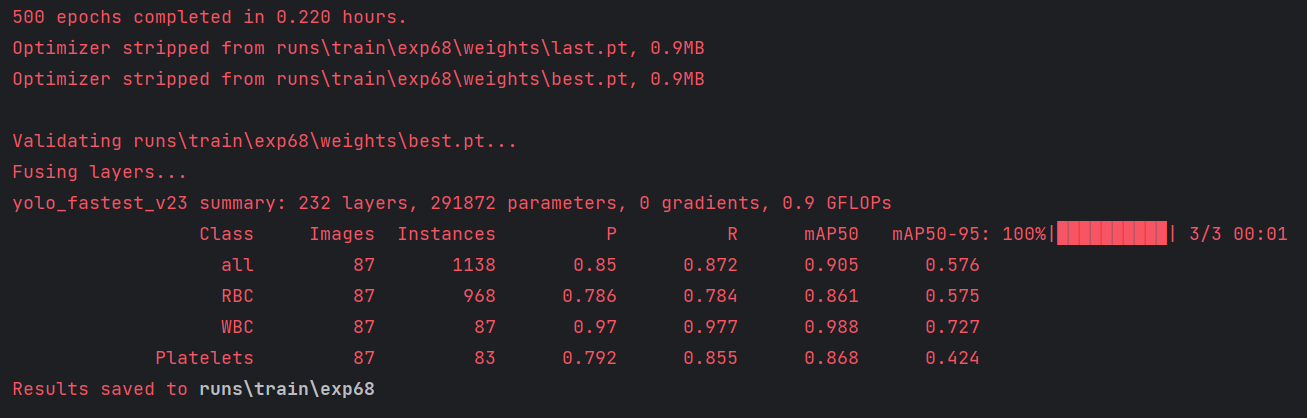 500 epochs completed in 0.220 hours.
Optimizer stripped from runs\train\exp68\weights\last.pt, 0.9MB
Optimizer stripped from runs\train\exp68\weights\best.pt, 0.9MB
Validating runs\train\exp68\weights\best.pt...
Fusing layers...
yolo_fastest_v23 summary: 232 layers, 291872 parameters, 0 gradients, 0.9 GFLOPs
Class Images Instances P R mAP50 mAP50-95: 100%|██████████| 3/3 00:01
all 87 1138 0.85 0.872 0.905 0.576
RBC 87 968 0.786 0.784 0.861 0.575
WBC 87 87 0.97 0.977 0.988 0.727
Platelets 87 83 0.792 0.855 0.868 0.424
Results saved to runs\train\exp68